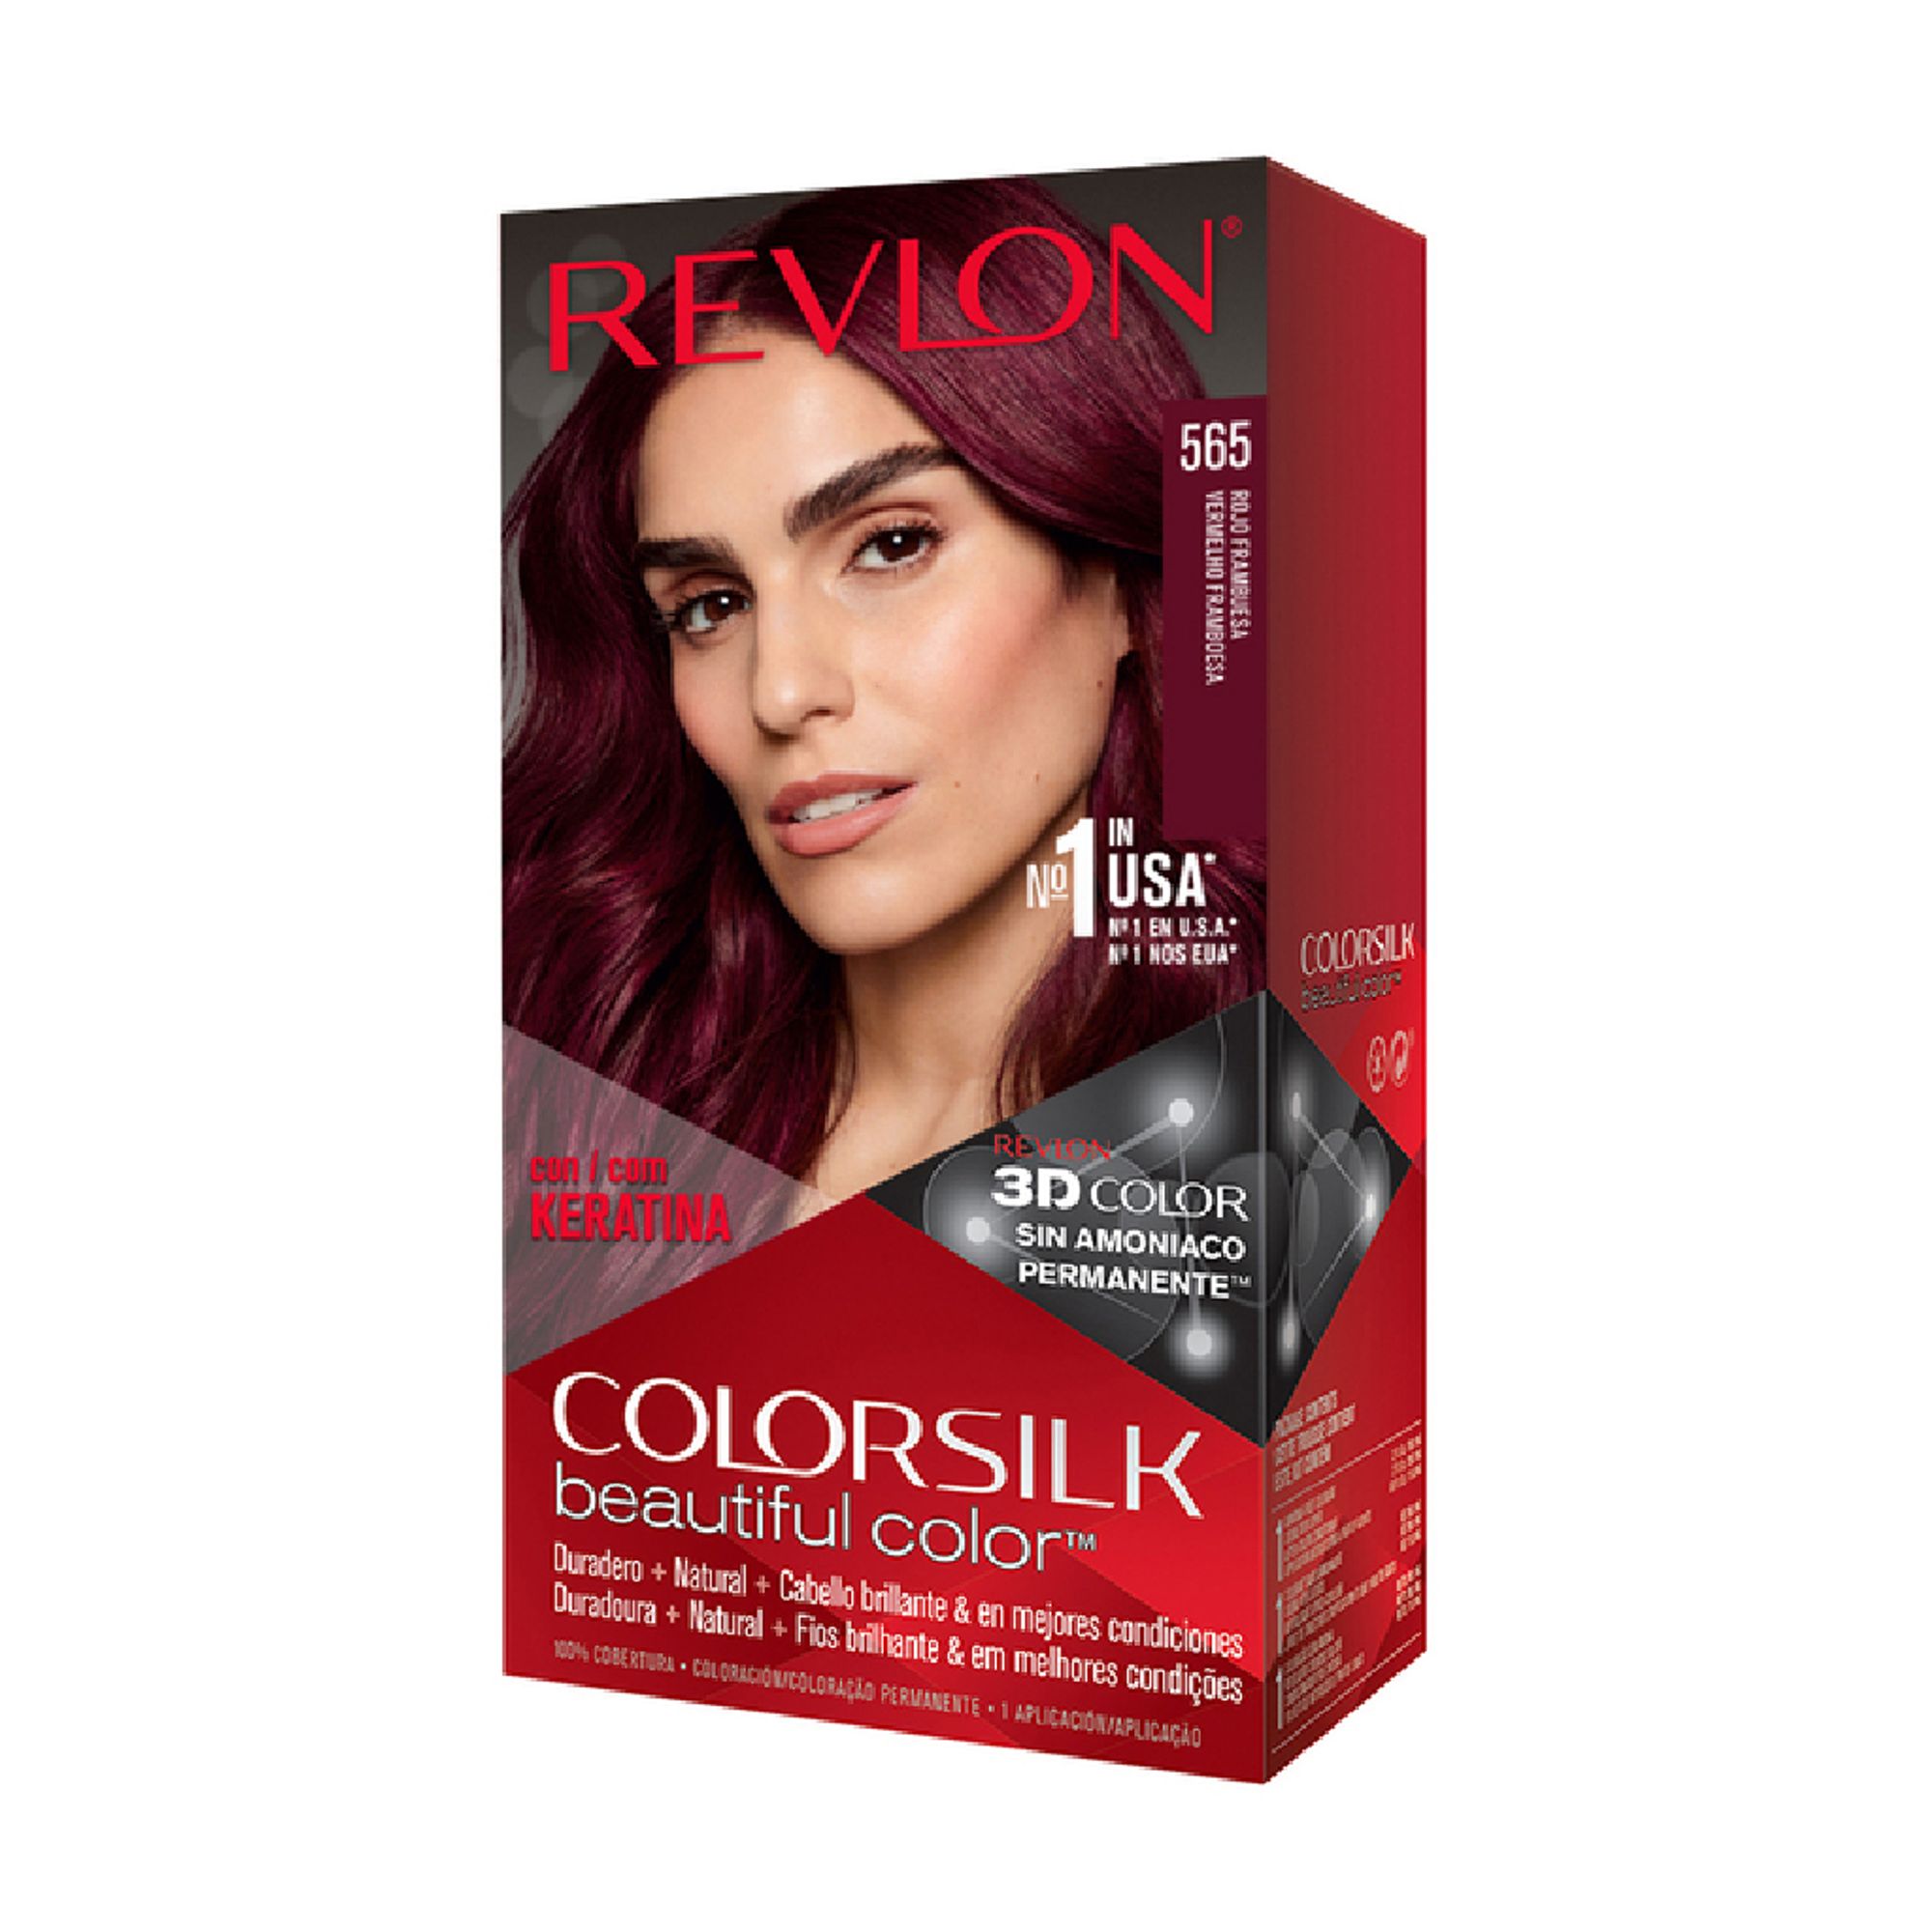 REVLON®
565
ROJO FRAMBUESA
VERMELHO FRAMBOESA
Nº1 IN
USA*
Nº1 EN U.S.A.*
Nº1 NOS EUA*
con / com
KERATINA
REVLON
3D COLOR
SIN AMONIACO
PERMANENTE™
COLORSILK
beautiful color™
Duradero + Natural + Cabello brillante & en mejores condiciones
Duradoura + Natural + Fios brilhante & em melhores condições
100% COBERTURA • COLORACIÓN/COLORAÇÃO PERMANENTE • 1 APLICACIÓN/APLICAÇÃO
COLORSILK
beautiful color™